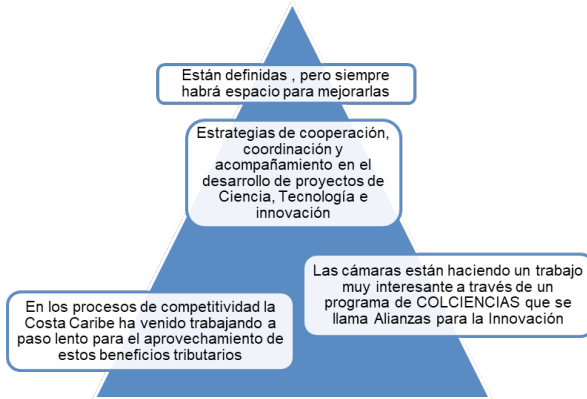 Están definidas , pero siempre
habrá espacio para mejorarlas
Estrategias de cooperación,
coordinación y
acompañamiento en el
desarrollo de proyectos de
Ciencia, Tecnología e
innovación
Las cámaras están haciendo un trabajo
muy interesante a través de un
programa de COLCIENCIAS que se
llama Alianzas para la Innovación
En los procesos de competitividad la
Costa Caribe ha venido trabajando a
paso lento para el aprovechamiento de
estos beneficios tributarios